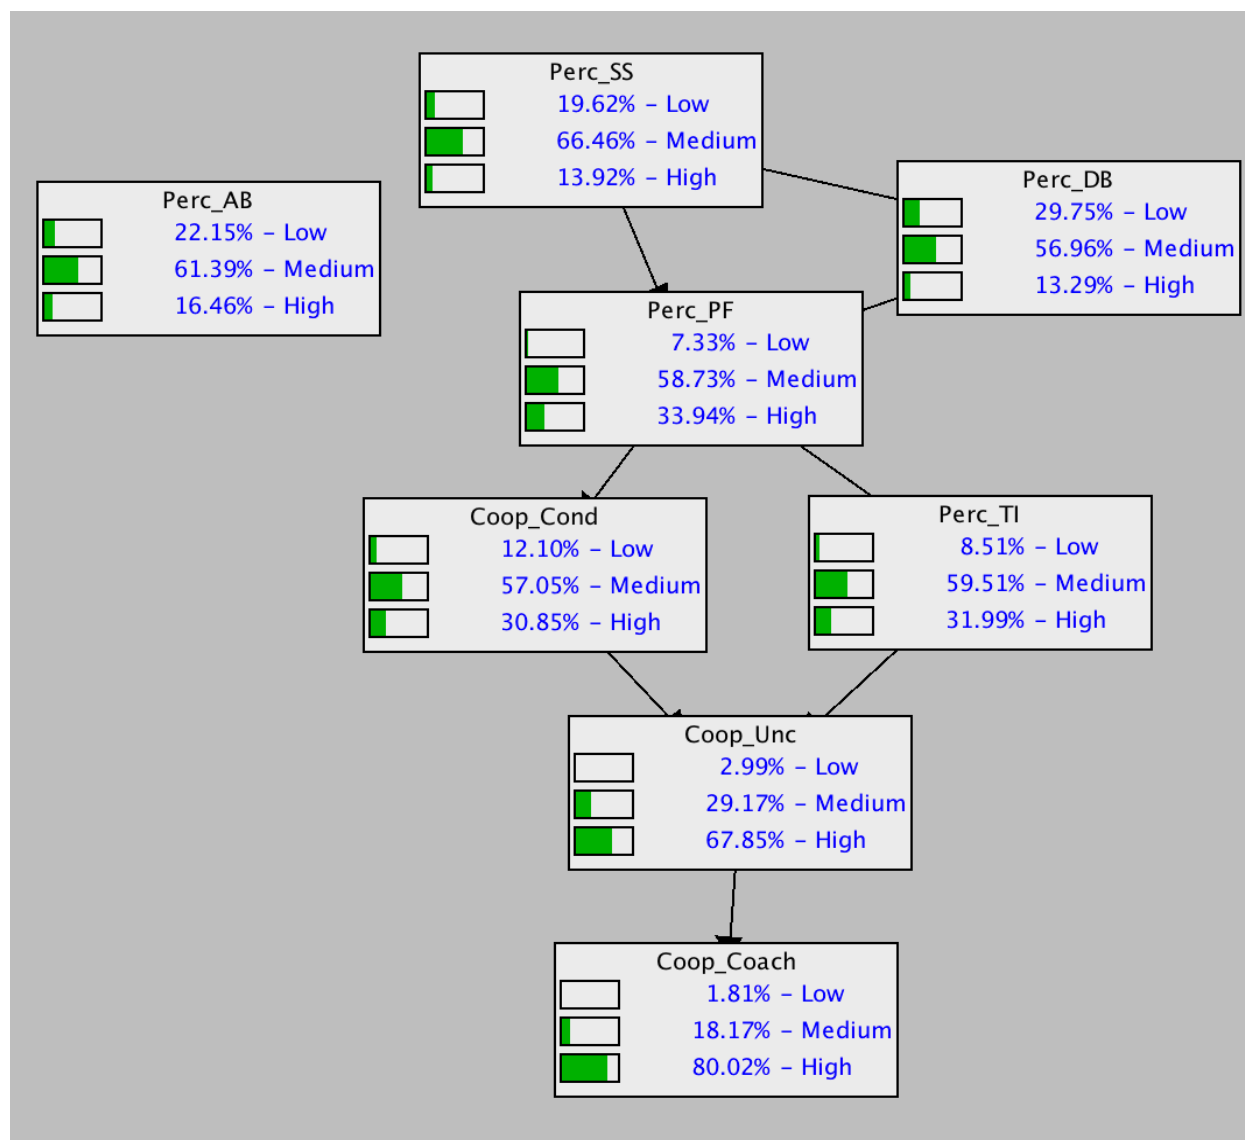 Perc_SS
19.62% – Low
66.46% – Medium
13.92% – High
Perc_DB
29.75% – Low
56.96% – Medium
13.29% – High
Perc_AB
22.15% – Low
61.39% – Medium
16.46% – High
Perc_PF
7.33% – Low
58.73% – Medium
33.94% – High
Coop_Cond
12.10% – Low
57.05% – Medium
30.85% – High
Perc_TI
8.51% – Low
59.51% – Medium
31.99% – High
Coop_Unc
2.99% – Low
29.17% – Medium
67.85% – High
Coop_Coach
1.81% – Low
18.17% – Medium
80.02% – High